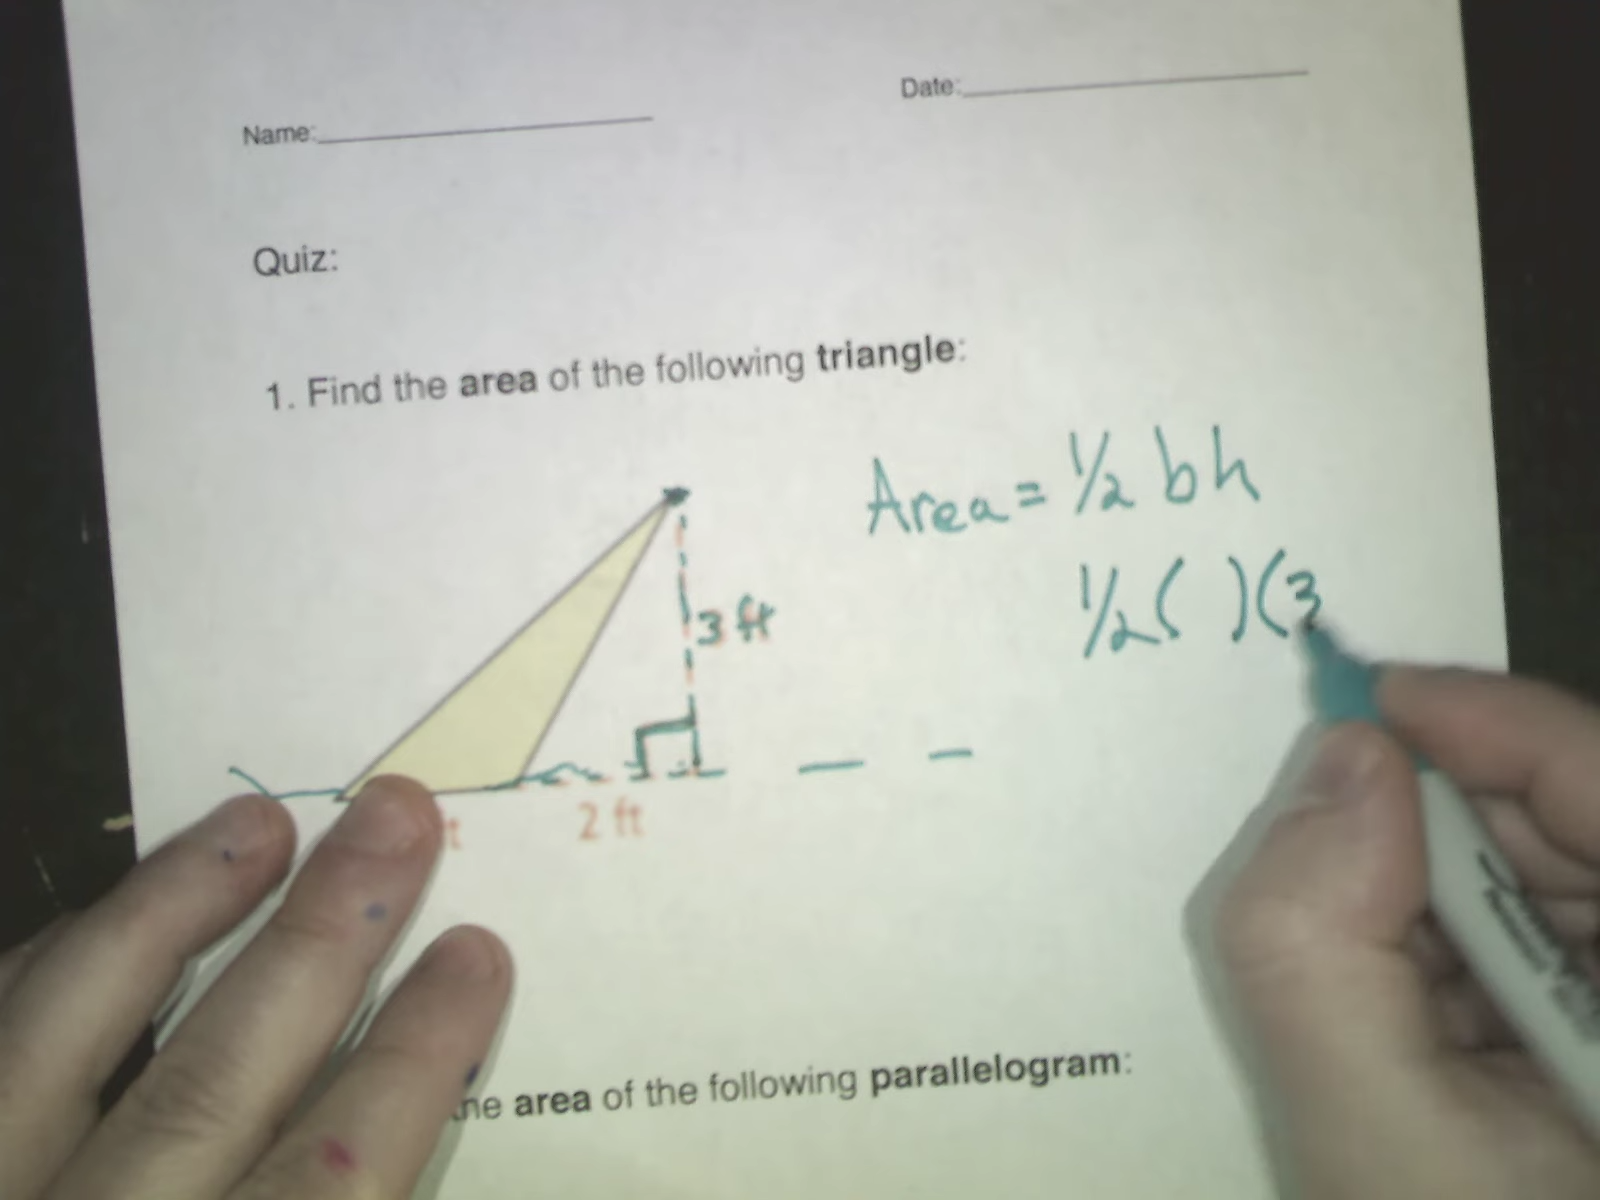 Name:
Date:
Quiz:
1. Find the area of the following triangle:
Area = 1/2 bh
1/2 ( )(3
3 ft
t
2 ft
area of the following parallelogram: